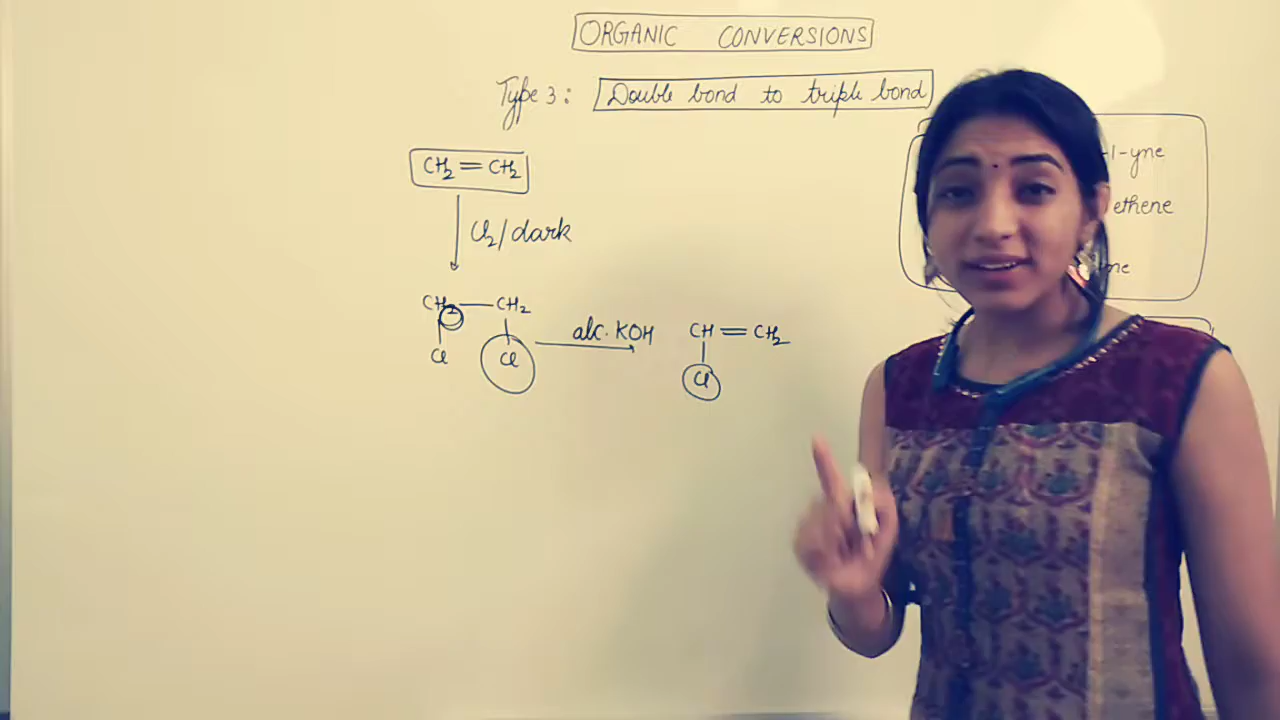 ORGANIC CONVERSIONS
Type 3: Double bond to triple bond
CH2=CH2
Cl2/dark
CH2—CH2
Cl Cl
alc. KOH
CH=CH2
Cl
-1-yne
ethene
ne